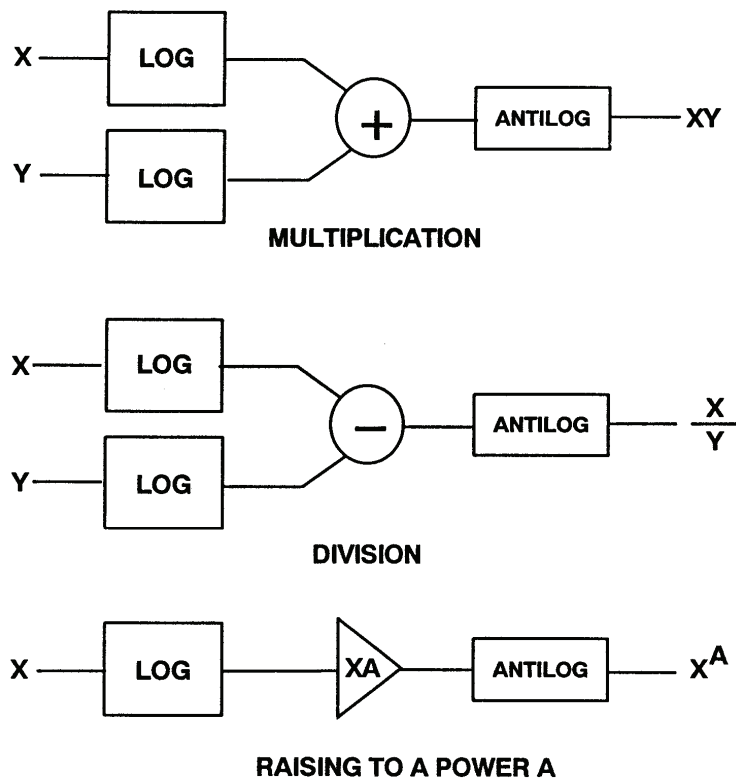 X LOG
+ ANTILOG XY
Y LOG
MULTIPLICATION
X LOG
− ANTILOG X
Y
Y LOG
DIVISION
X LOG XA ANTILOG X^A
RAISING TO A POWER A